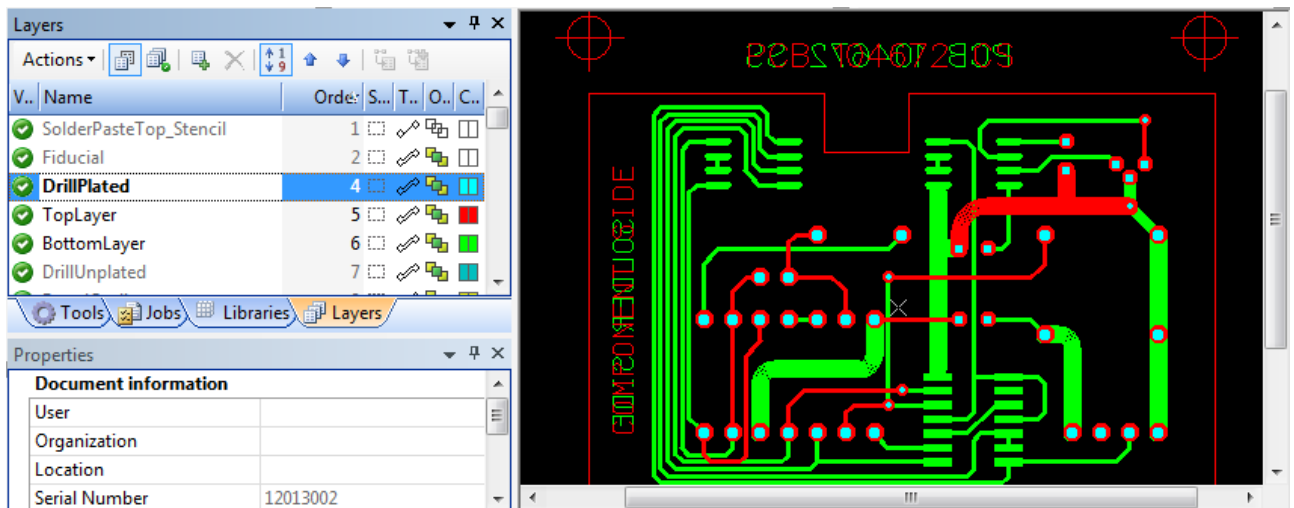 Layers
Actions
V.. Name Order S... T... O.. C..
SolderPasteTop_Stencil 1
Fiducial 2
DrillPlated 4
TopLayer 5
BottomLayer 6
DrillUnplated 7
Tools Jobs Libraries Layers
Properties
Document information
User
Organization
Location
Serial Number 12013002